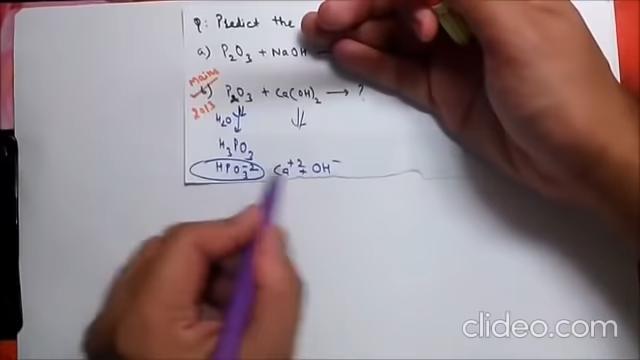 Q: Predict the
a) P2O3 + NaOH
Mains 2013
b) P2O3 + Ca(OH)2 → ?
H2O
H3PO3
HPO3-2 Ca+2 + OH-
clideo.com